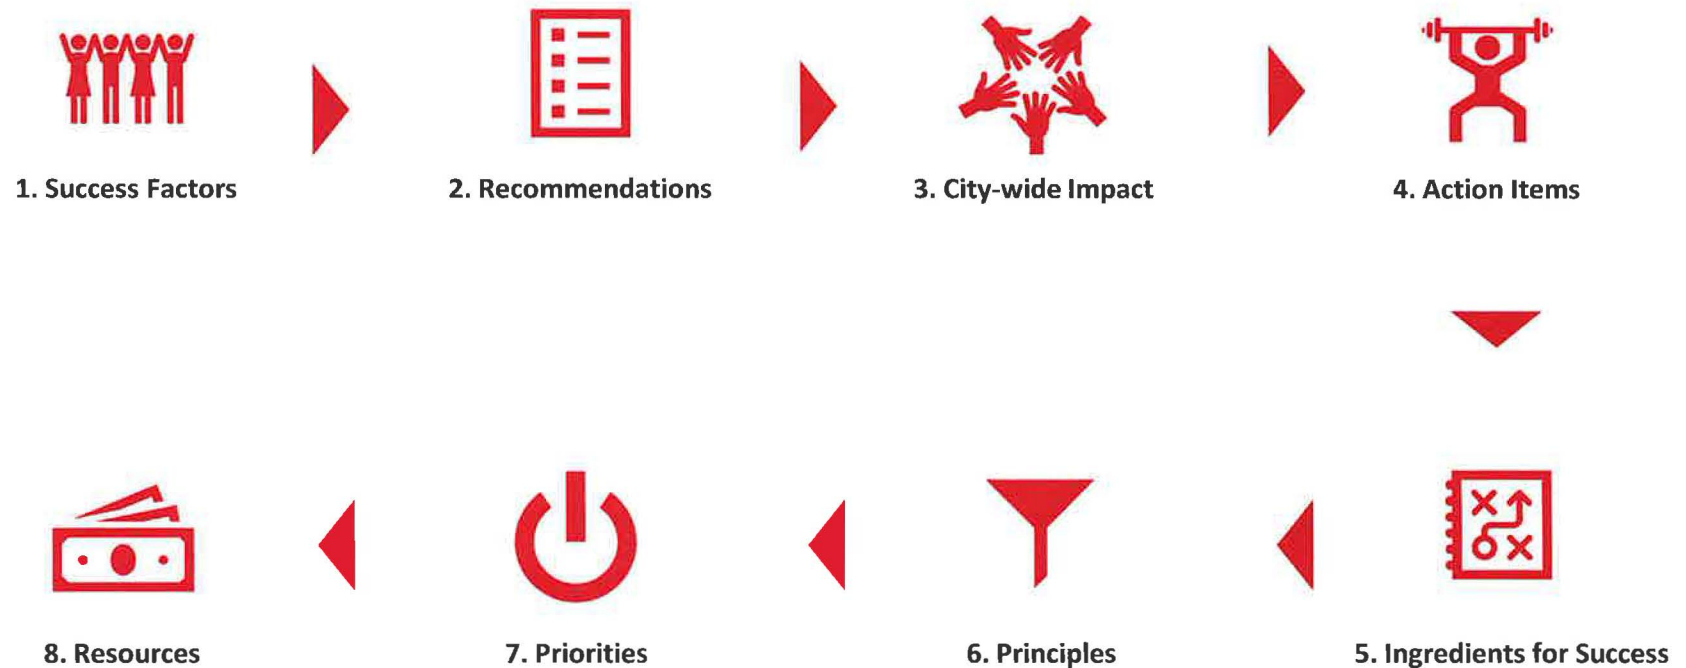 1. Success Factors
2. Recommendations
3. City-wide Impact
4. Action Items
5. Ingredients for Success
6. Principles
7. Priorities
8. Resources